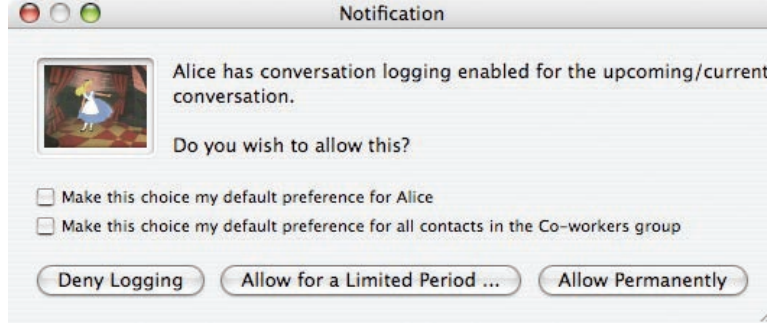 Notification
Alice has conversation logging enabled for the upcoming/current
conversation.
Do you wish to allow this?
Make this choice my default preference for Alice
Make this choice my default preference for all contacts in the Co-workers group
Deny Logging Allow for a Limited Period ... Allow Permanently